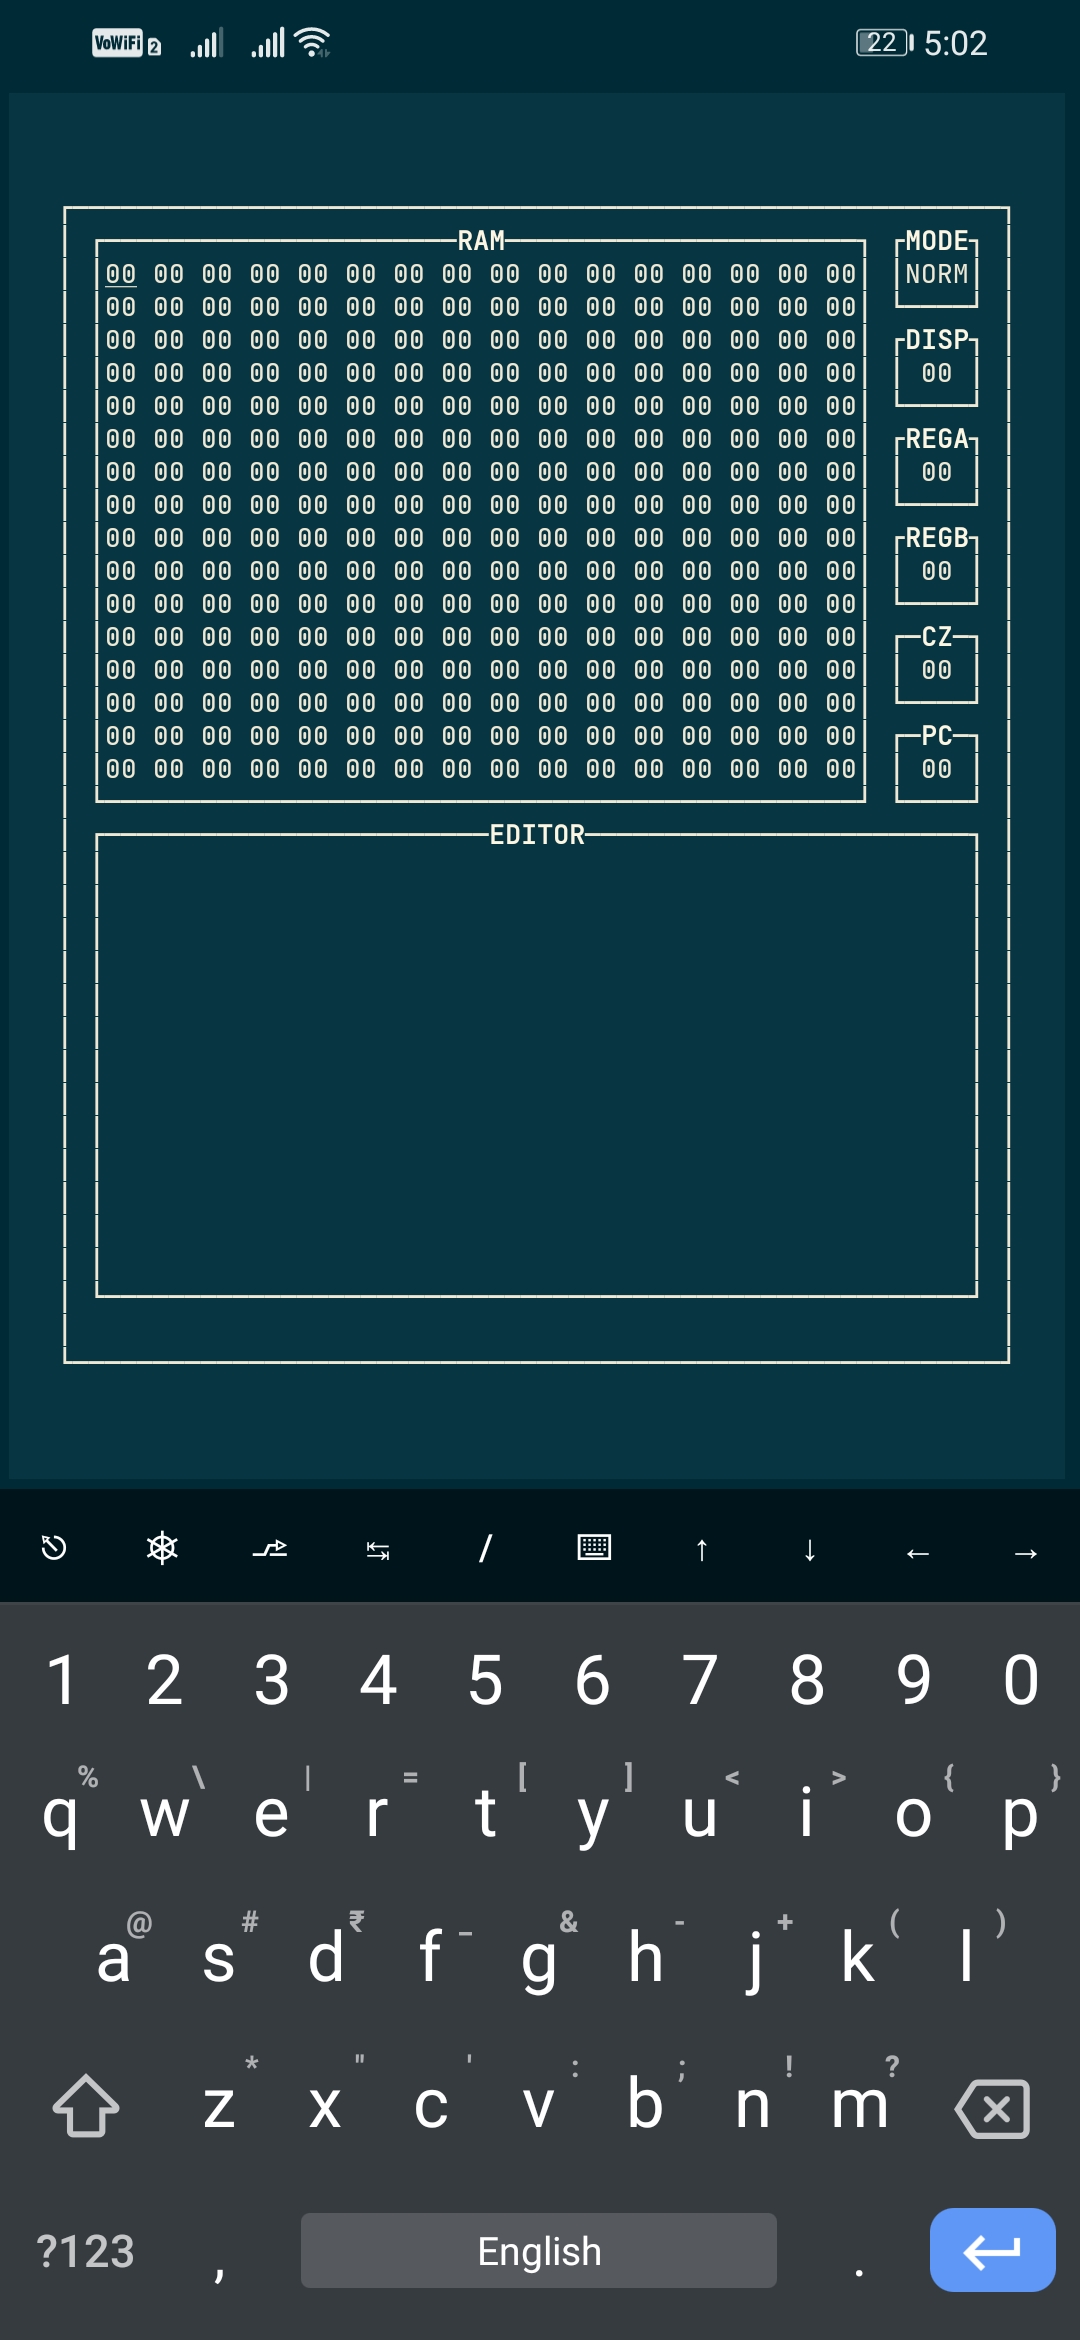 VoWiFi 2 22 5:02
RAM MODE
00 00 00 00 00 00 00 00 00 00 00 00 00 00 00 00 NORM
00 00 00 00 00 00 00 00 00 00 00 00 00 00 00 00
00 00 00 00 00 00 00 00 00 00 00 00 00 00 00 00 DISP
00 00 00 00 00 00 00 00 00 00 00 00 00 00 00 00 00
00 00 00 00 00 00 00 00 00 00 00 00 00 00 00 00
00 00 00 00 00 00 00 00 00 00 00 00 00 00 00 00 REGA
00 00 00 00 00 00 00 00 00 00 00 00 00 00 00 00 00
00 00 00 00 00 00 00 00 00 00 00 00 00 00 00 00
00 00 00 00 00 00 00 00 00 00 00 00 00 00 00 00 REGB
00 00 00 00 00 00 00 00 00 00 00 00 00 00 00 00 00
00 00 00 00 00 00 00 00 00 00 00 00 00 00 00 00
00 00 00 00 00 00 00 00 00 00 00 00 00 00 00 00 CZ
00 00 00 00 00 00 00 00 00 00 00 00 00 00 00 00 00
00 00 00 00 00 00 00 00 00 00 00 00 00 00 00 00
00 00 00 00 00 00 00 00 00 00 00 00 00 00 00 00 PC
00 00 00 00 00 00 00 00 00 00 00 00 00 00 00 00 00
EDITOR
/ ↑ ↓ ← →
1 2 3 4 5 6 7 8 9 0
% \ | = [ ] < > { }
q w e r t y u i o p
@ # ₹ _ & - + ( )
a s d f g h j k l
* " ' : ; ! ?
z x c v b n m
?123 , English .